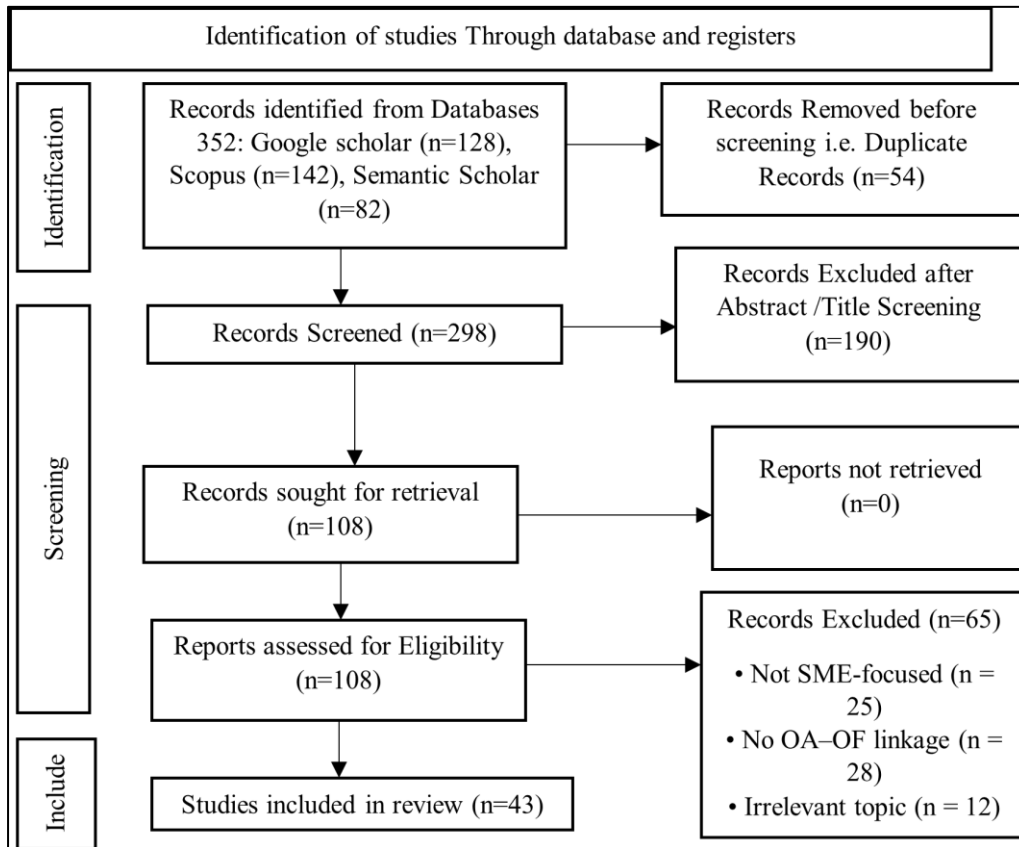 Identification of studies Through database and registers
Identification
Records identified from Databases
352: Google scholar (n=128),
Scopus (n=142), Semantic Scholar
(n=82)
Records Removed before
screening i.e. Duplicate
Records (n=54)
Screening
Records Screened (n=298)
Records Excluded after
Abstract /Title Screening
(n=190)
Records sought for retrieval
(n=108)
Reports not retrieved
(n=0)
Reports assessed for Eligibility
(n=108)
Records Excluded (n=65)
• Not SME-focused (n =
25)
• No OA–OF linkage (n =
28)
• Irrelevant topic (n = 12)
Include
Studies included in review (n=43)